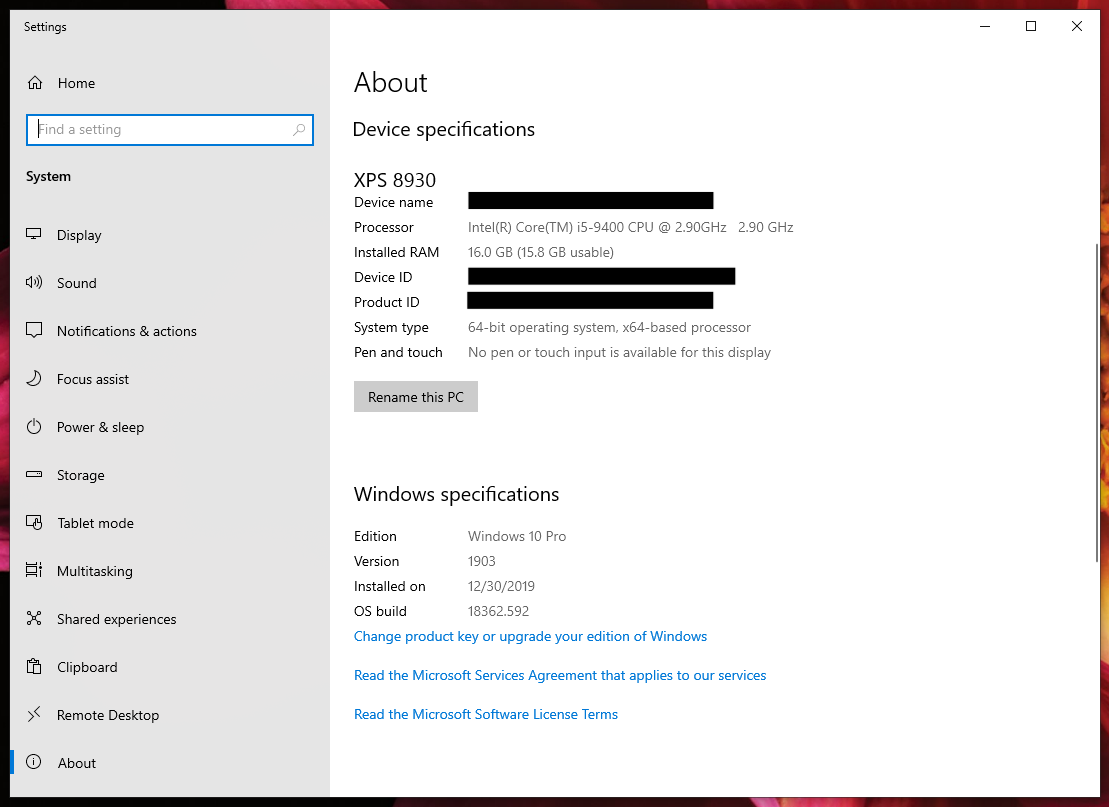 Settings
Home
Find a setting
System
Display
Sound
Notifications & actions
Focus assist
Power & sleep
Storage
Tablet mode
Multitasking
Shared experiences
Clipboard
Remote Desktop
About
About
Device specifications
XPS 8930
Device name
Processor Intel(R) Core(TM) i5-9400 CPU @ 2.90GHz 2.90 GHz
Installed RAM 16.0 GB (15.8 GB usable)
Device ID
Product ID
System type 64-bit operating system, x64-based processor
Pen and touch No pen or touch input is available for this display
Rename this PC
Windows specifications
Edition Windows 10 Pro
Version 1903
Installed on 12/30/2019
OS build 18362.592
Change product key or upgrade your edition of Windows
Read the Microsoft Services Agreement that applies to our services
Read the Microsoft Software License Terms